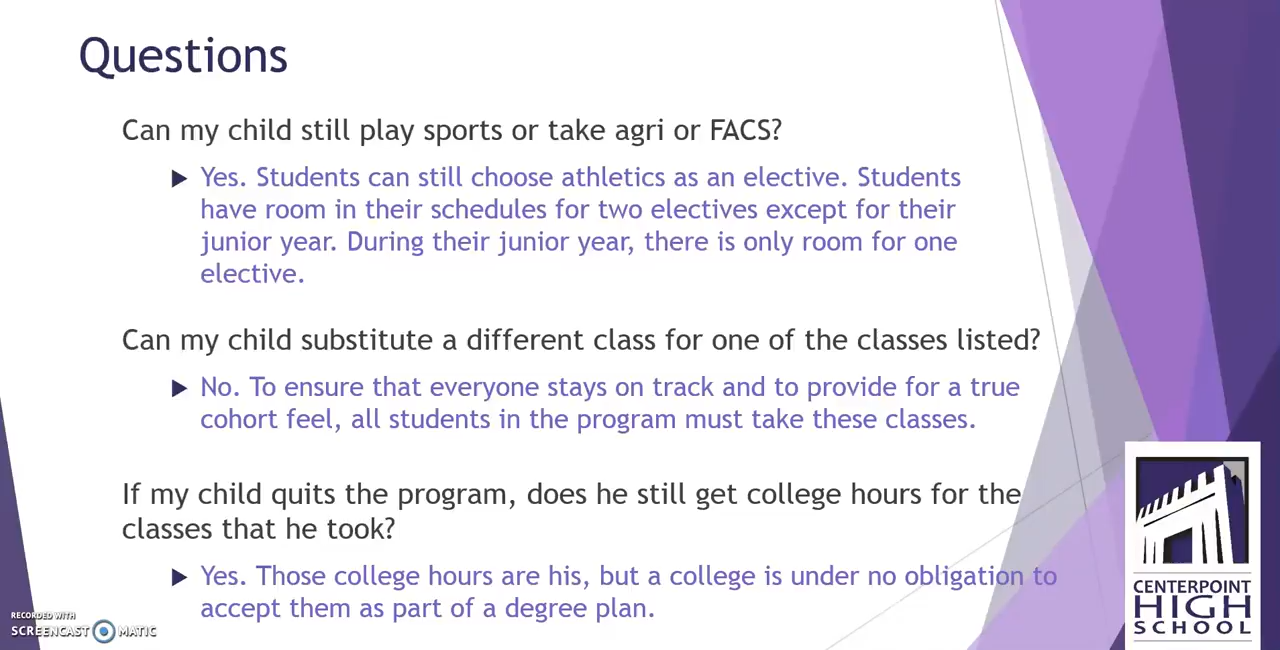 Questions
Can my child still play sports or take agri or FACS?
Yes. Students can still choose athletics as an elective. Students
have room in their schedules for two electives except for their
junior year. During their junior year, there is only room for one
elective.
Can my child substitute a different class for one of the classes listed?
No. To ensure that everyone stays on track and to provide for a true
cohort feel, all students in the program must take these classes.
If my child quits the program, does he still get college hours for the
classes that he took?
Yes. Those college hours are his, but a college is under no obligation to
accept them as part of a degree plan.
RECORDED WITH
SCREENCAST MATIC
CENTERPOINT
HIGH
SCHOOL